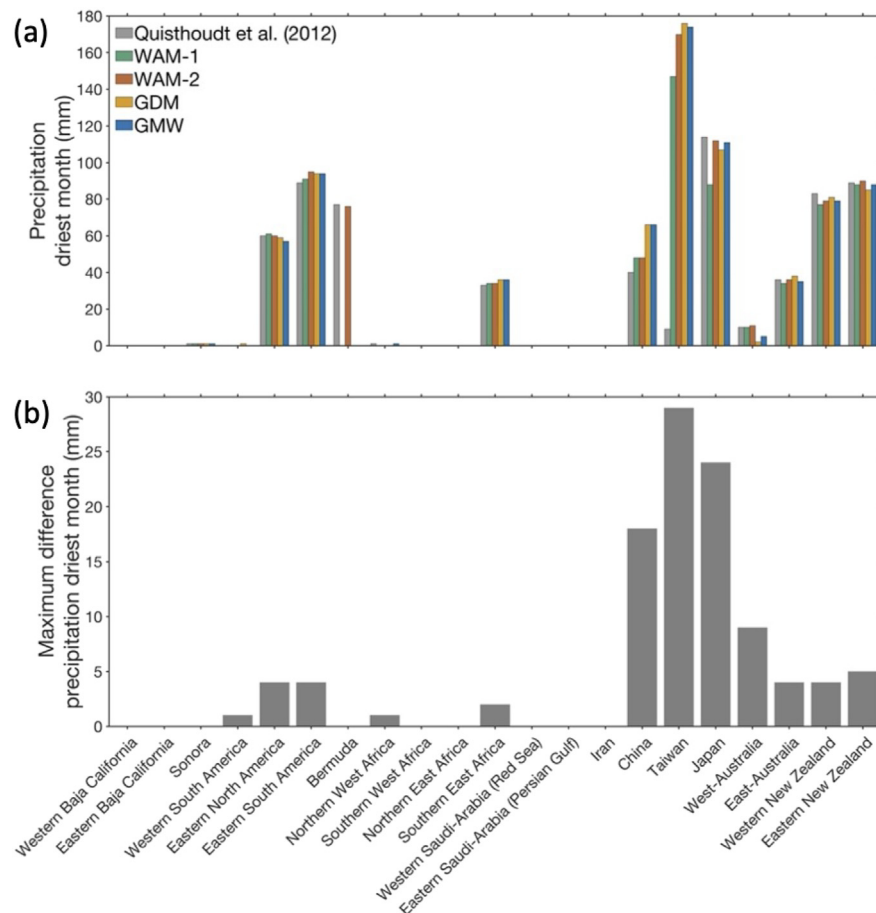 (a)
Precipitation
driest month (mm)
180
160
140
120
100
80
60
40
20
0
Quisthoudt et al. (2012)
WAM-1
WAM-2
GDM
GMW
(b)
Maximum difference
precipitation driest month (mm)
30
25
20
15
10
5
0
Western Baja California
Eastern Baja California
Sonora
Western South America
Eastern North America
Eastern South America
Bermuda
Northern West Africa
Southern West Africa
Northern East Africa
Southern East Africa
Western Saudi-Arabia (Red Sea)
Eastern Saudi-Arabia (Persian Gulf)
Iran
China
Taiwan
Japan
West-Australia
East-Australia
Western New Zealand
Eastern New Zealand